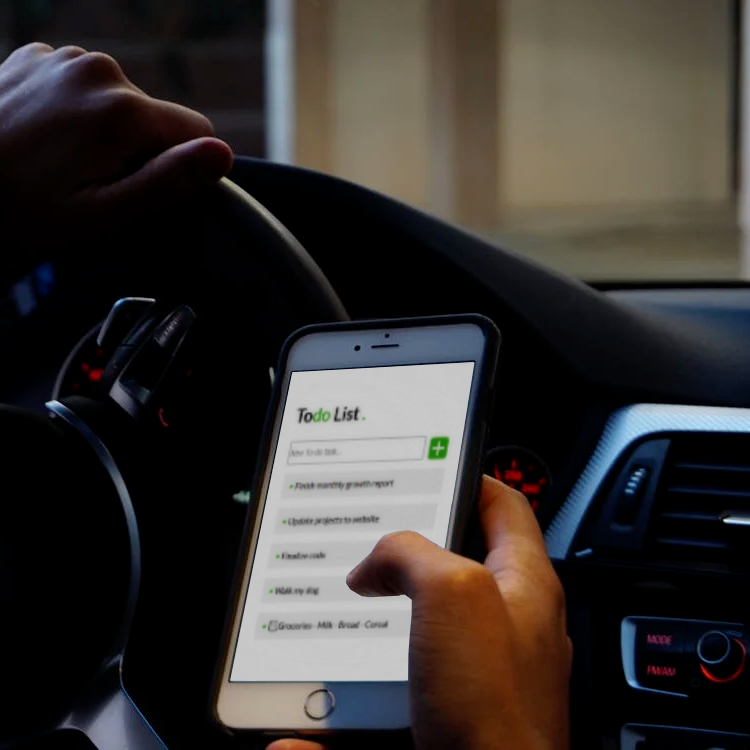 Todo List.
New To-do task...
+
• Finish monthly growth report
• Update projects to website
• Finalize code
• Walk my dog
• Groceries - Milk - Bread - Cereal
MODE
FM/AM